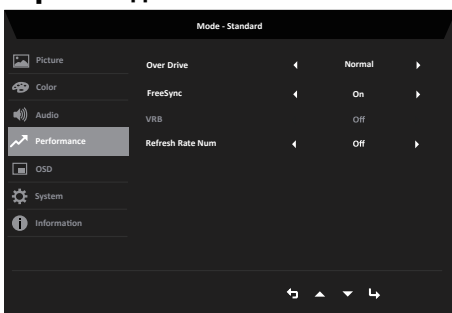 Mode - Standard
Picture
Color
Audio
Performance
OSD
System
Information
Over Drive Normal
FreeSync On
VRB Off
Refresh Rate Num Off